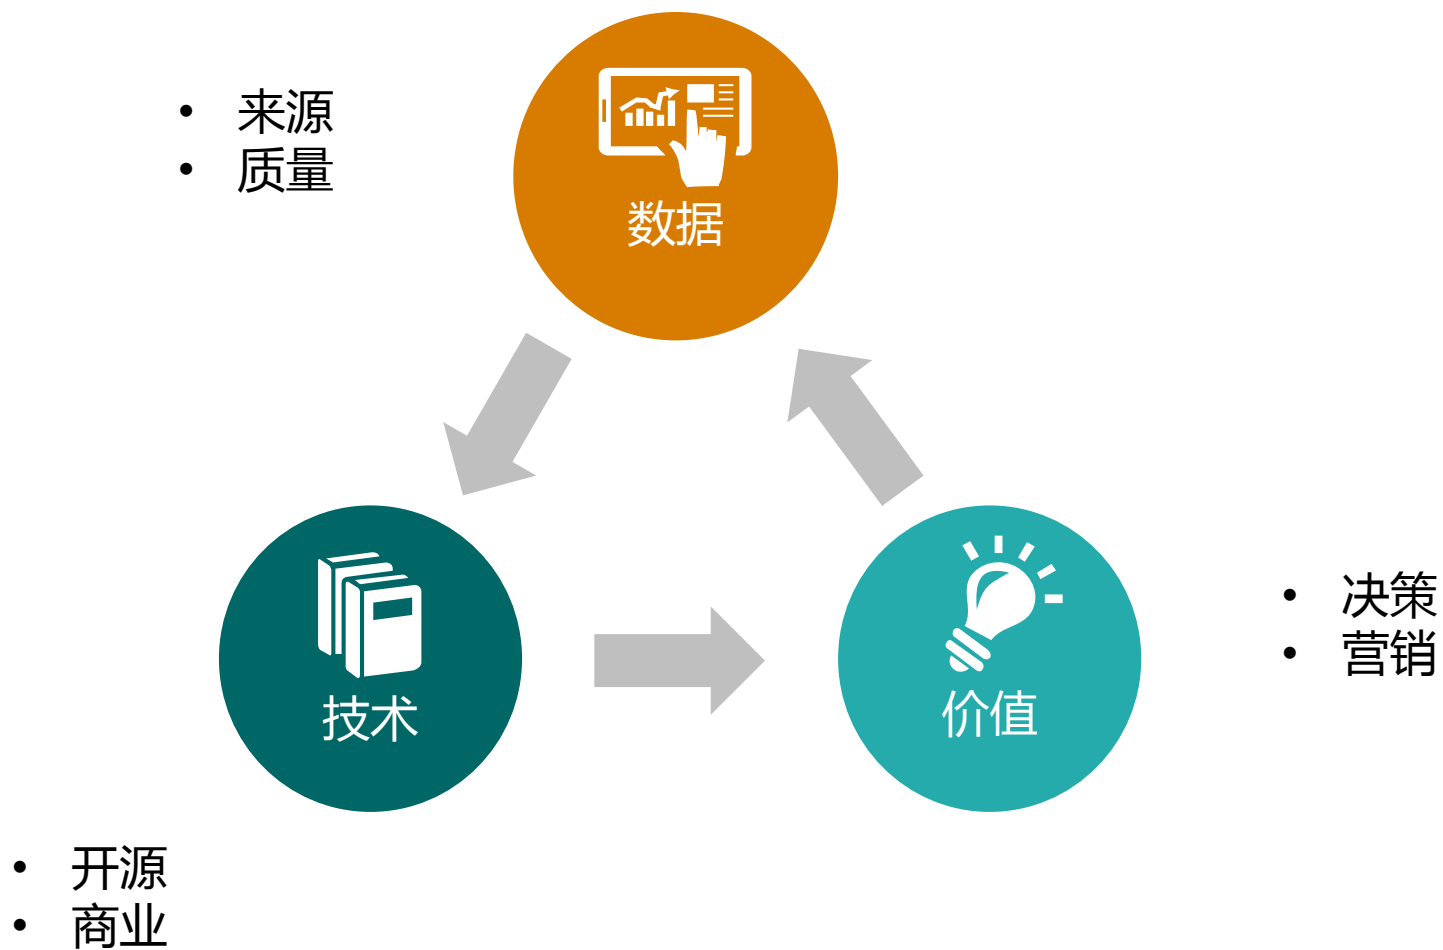 • 来源
• 质量
数据
技术
价值
• 决策
• 营销
• 开源
• 商业